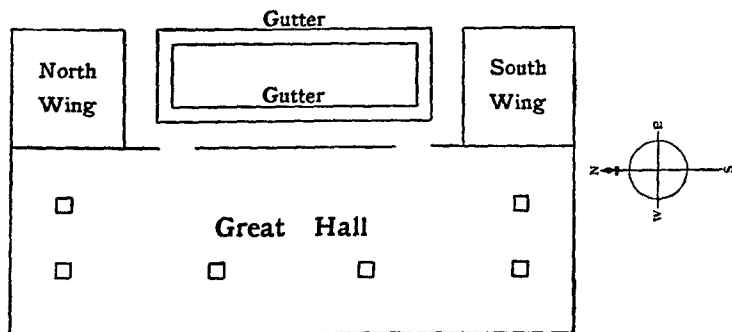 Gutter
North
Wing
Gutter
South
Wing
Great Hall
N
E
S
W